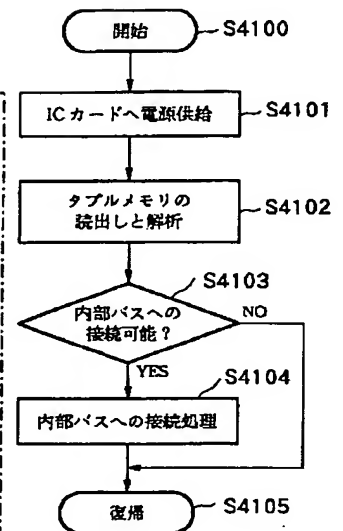 開始
S4100
ICカードへ電源供給
S4101
タプルメモリの
読出しと解析
S4102
S4103
内部バスへの
接続可能?
NO
YES
S4104
内部バスへの接続処理
復帰
S4105